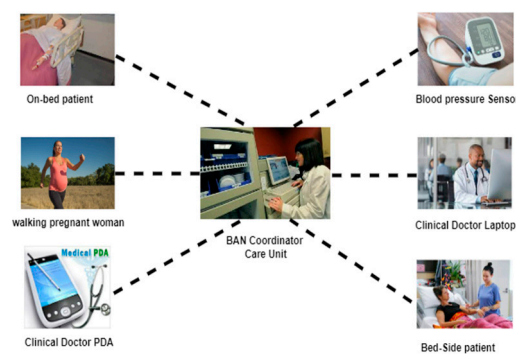 On-bed patient
Blood pressure Sensor
walking pregnant woman
BAN Coordinator
Care Unit
Clinical Doctor Laptop
Medical PDA
Clinical Doctor PDA
Bed-Side patient